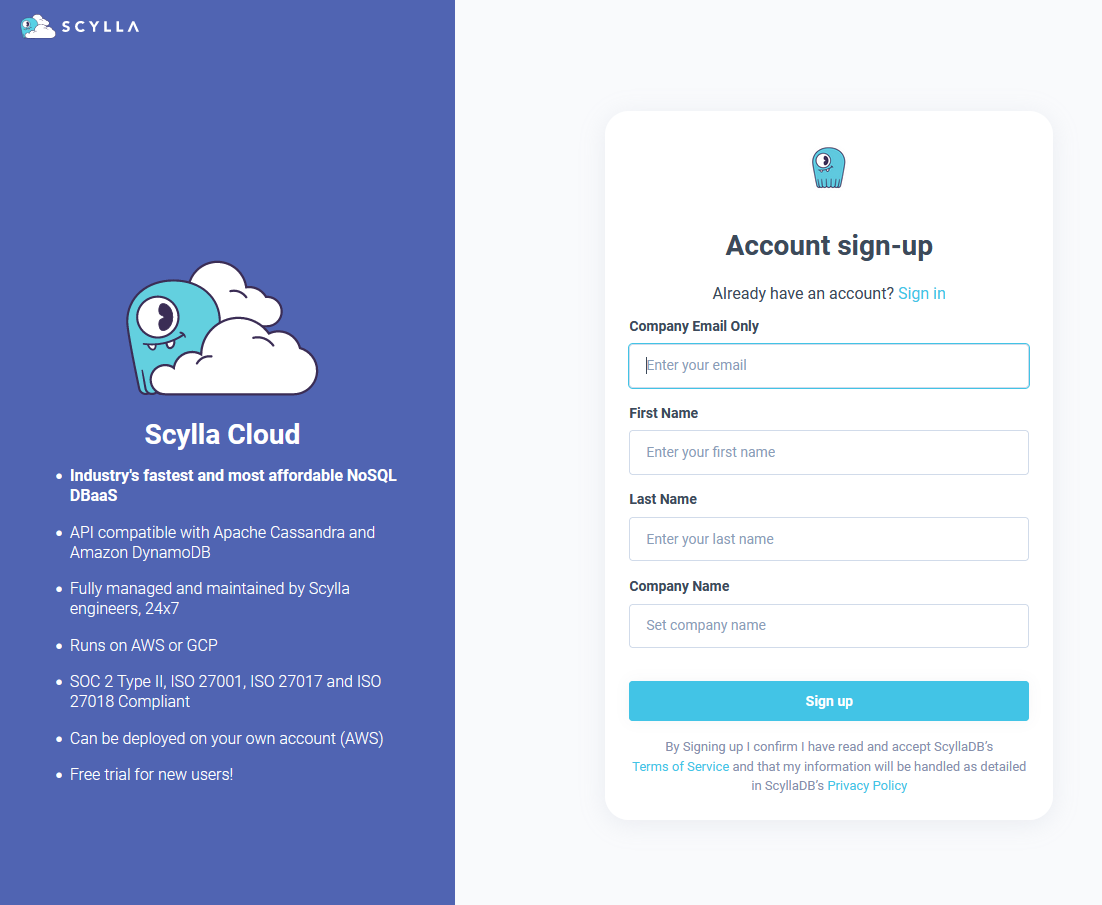 SCYLLA
Scylla Cloud
• Industry's fastest and most affordable NoSQL
DBaaS
• API compatible with Apache Cassandra and
Amazon DynamoDB
• Fully managed and maintained by Scylla
engineers, 24x7
• Runs on AWS or GCP
• SOC 2 Type II, ISO 27001, ISO 27017 and ISO
27018 Compliant
• Can be deployed on your own account (AWS)
• Free trial for new users!
Account sign-up
Already have an account? Sign in
Company Email Only
Enter your email
First Name
Enter your first name
Last Name
Enter your last name
Company Name
Set company name
Sign up
By Signing up I confirm I have read and accept ScyllaDB’s
Terms of Service and that my information will be handled as detailed
in ScyllaDB’s Privacy Policy